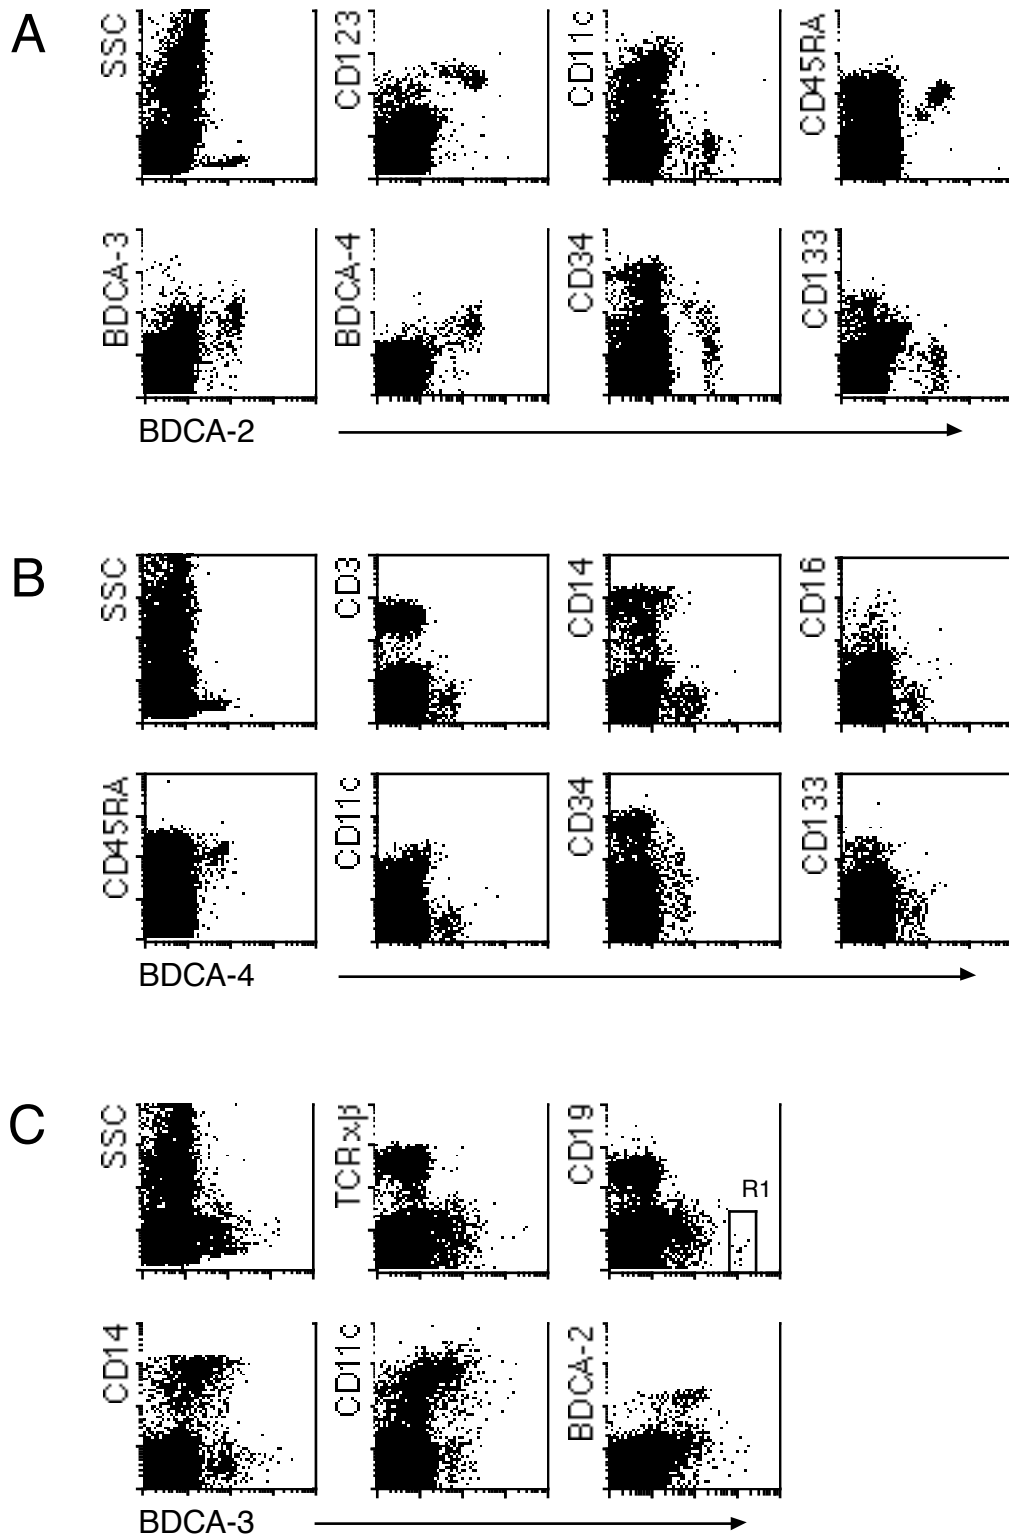 A
SSC
CD123
CD11c
CD45RA
BDCA-3
BDCA-4
CD34
CD133
BDCA-2
B
SSC
CD3
CD14
CD16
CD45RA
CD11c
CD34
CD133
BDCA-4
C
SSC
TCRαβ
CD19
R1
CD14
CD11c
BDCA-2
BDCA-3